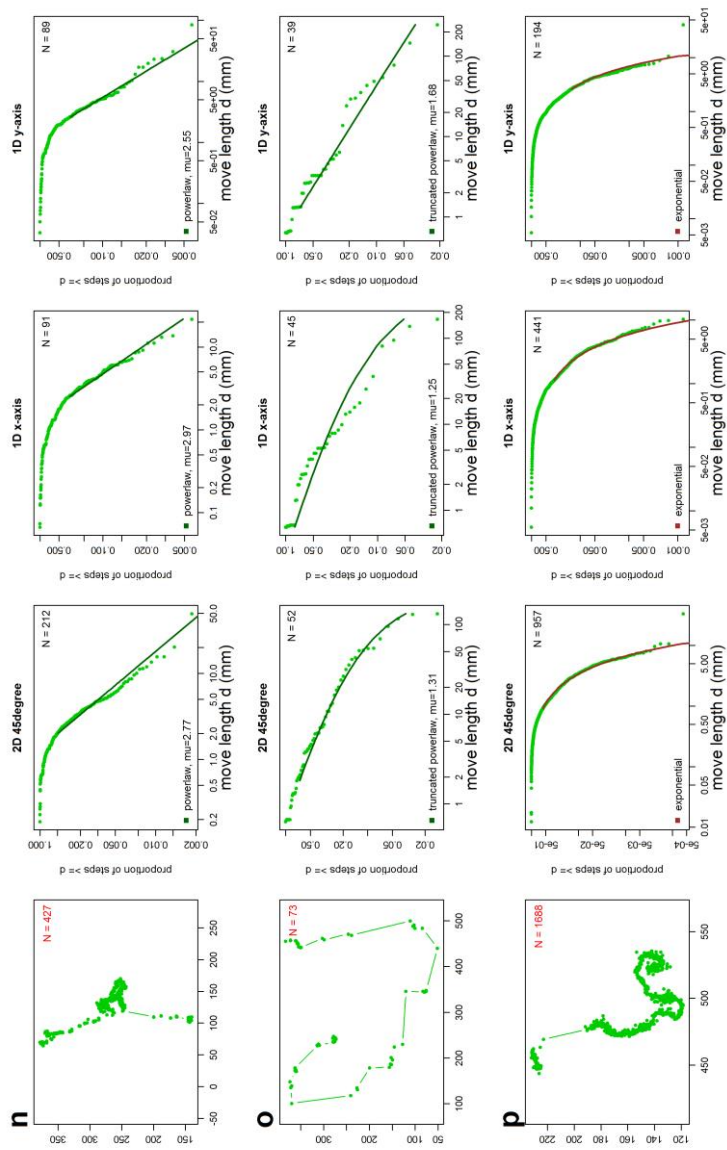 n
N = 427
350
300
250
150
-50 0 50 100 150 200 250
2D 45degree
N = 212
proportion of steps >= d
1.000
0.050
0.010
0.002
powerlaw, mu=2.77
0.2 0.5 1.0 2.0 5.0 10.0 50.0
move length d (mm)
1D x-axis
N = 91
proportion of steps >= d
0.500
0.100
0.020
0.005
powerlaw, mu=2.97
0.1 0.2 0.5 2.0 5.0 10.0
move length d (mm)
1D y-axis
N = 89
proportion of steps >= d
0.500
0.100
0.020
0.005
powerlaw, mu=2.55
5e-02 5e-01 5e+00 5e+01
move length d (mm)
o
N = 73
300
200
100
50
100 200 300 400 500
2D 45degree
N = 52
proportion of steps >= d
0.50
0.20
0.05
0.02
truncated powerlaw, mu=1.31
1 2 5 10 20 50 100
move length d (mm)
1D x-axis
N = 45
proportion of steps >= d
1.00
0.50
0.20
0.10
0.05
0.02
truncated powerlaw, mu=1.25
1 2 5 10 20 50 100 200
move length d (mm)
1D y-axis
N = 39
proportion of steps >= d
1.00
0.50
0.20
0.10
0.05
0.02
truncated powerlaw, mu=1.68
1 2 5 10 20 50 100 200
move length d (mm)
p
N = 1688
220
200
180
160
140
120
450 500 550
2D 45degree
N = 957
proportion of steps >= d
5e-01
5e-02
5e-03
5e-04
exponential
0.01 0.05 0.50 5.00
move length d (mm)
1D x-axis
N = 441
proportion of steps >= d
0.500
0.050
0.005
0.001
exponential
5e-03 5e-02 5e-01 5e+00
move length d (mm)
1D y-axis
N = 194
proportion of steps >= d
0.500
0.050
0.005
0.001
exponential
5e-03 5e-02 5e-01 5e+00
move length d (mm)